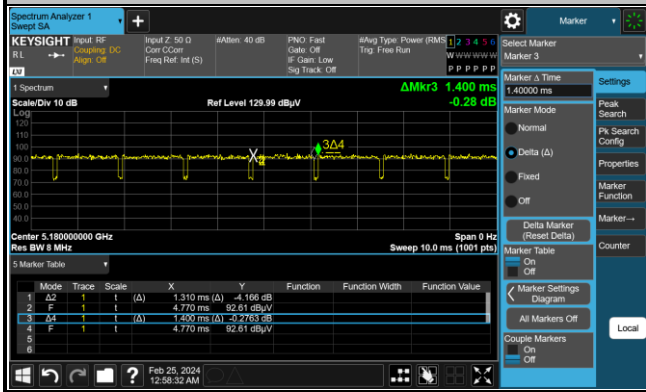 Spectrum Analyzer 1
Swept SA
Marker
KEYSIGHT
RL
Input: RF
Coupling: DC
Align: Off
Input Z: 50 Ω
Corr CCorr
Freq Ref: Int (S)
#Atten: 40 dB
PNO: Fast
Gate: Off
IF Gain: Low
Sig Track: Off
#Avg Type: Power (RMS
Trig: Free Run
1 2 3 4 5 6
W W W W W W
P P P P P P
Select Marker
Marker 3
1 Spectrum
ΔMkr3 1.400 ms
-0.28 dB
Scale/Div 10 dB
Ref Level 129.99 dBµV
Log
120
110
100
90.0
80.0
70.0
60.0
50.0
40.0
3Δ4
Center 5.180000000 GHz
Res BW 8 MHz
Span 0 Hz
Sweep 10.0 ms (1001 pts)
5 Marker Table
Mode Trace Scale X Y Function Function Width Function Value
1 Δ2 1 t (Δ) 1.310 ms (Δ) -4.166 dB
2 F 1 t 4.770 ms 92.61 dBµV
3 Δ4 1 t (Δ) 1.400 ms (Δ) -0.2763 dB
4 F 1 t 4.770 ms 92.61 dBµV
5
6
Marker Δ Time
1.40000 ms
Marker Mode
Normal
Delta (Δ)
Fixed
Off
Delta Marker
(Reset Delta)
Marker Table
On
Off
Marker Settings
Diagram
All Markers Off
Couple Markers
On
Off
Settings
Peak
Search
Pk Search
Config
Properties
Marker
Function
Marker→
Counter
Local
?
Feb 25, 2024
12:58:32 AM